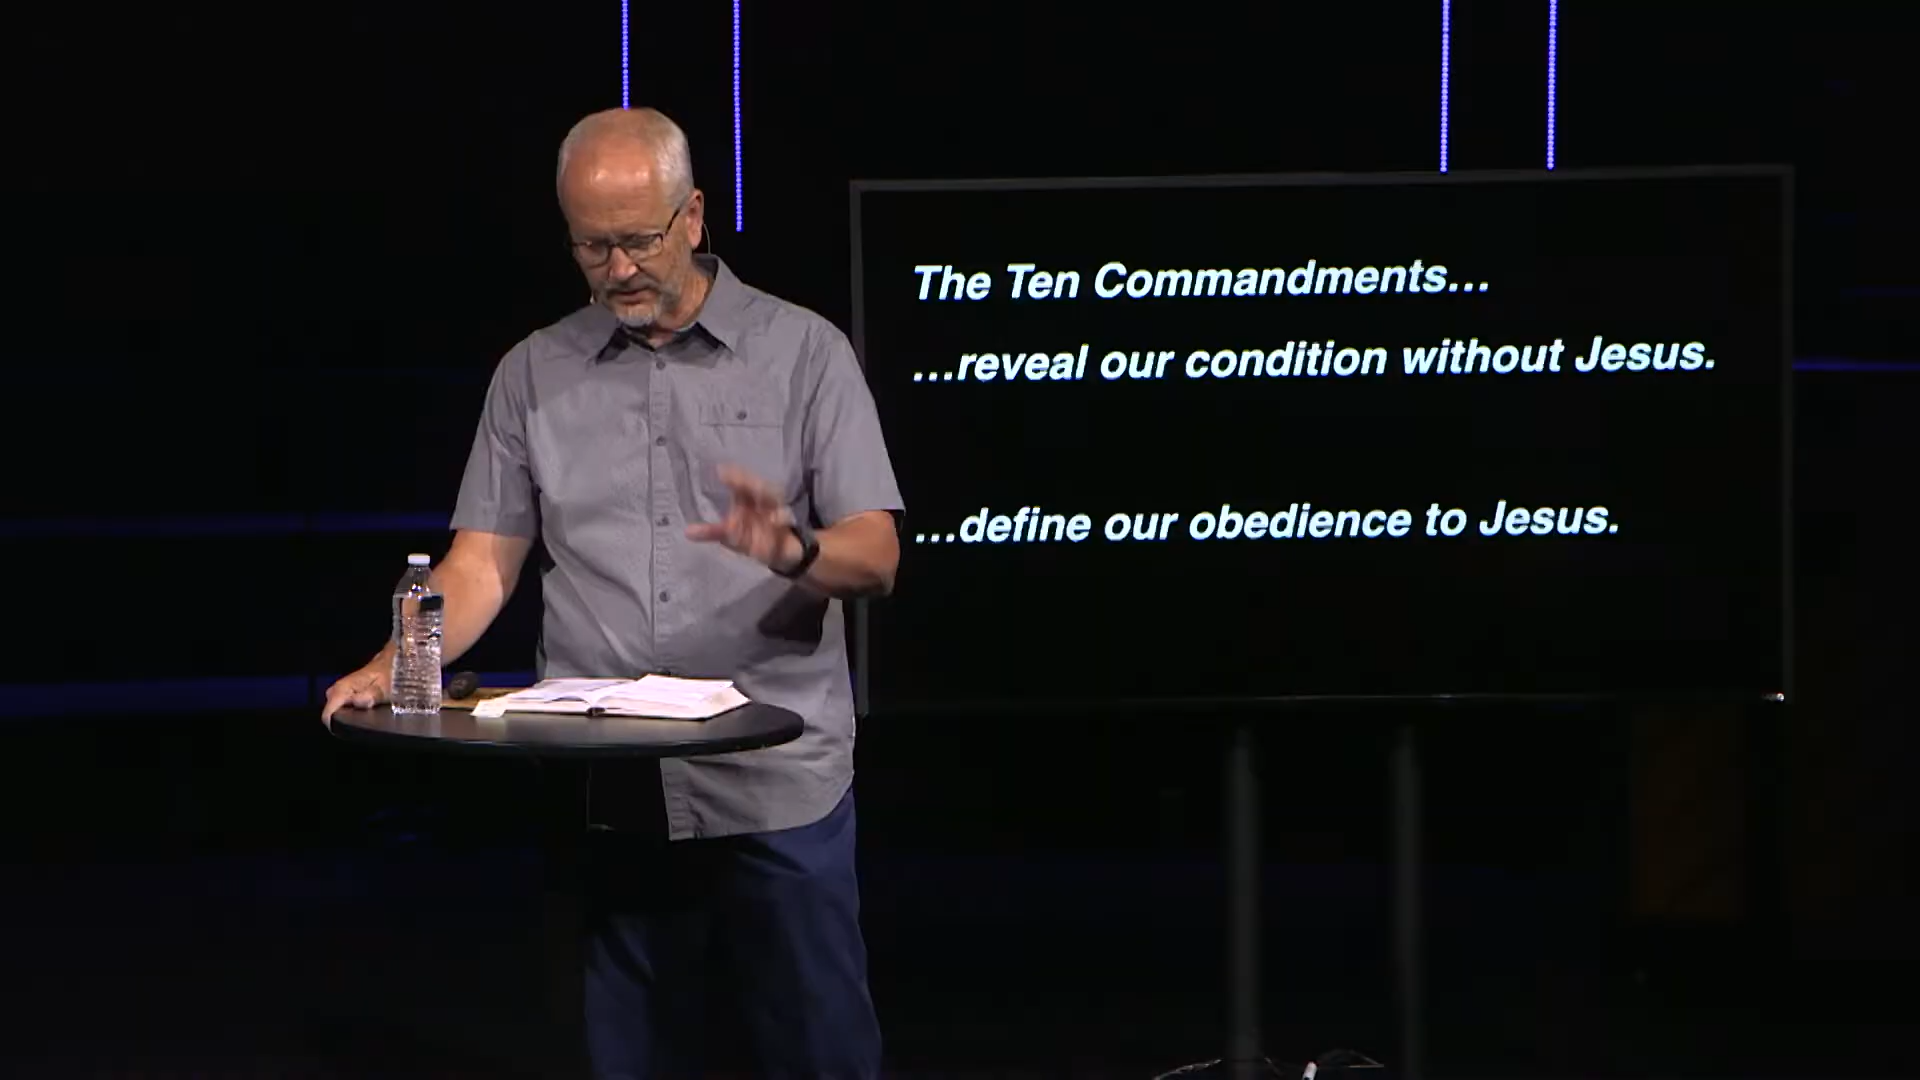 The Ten Commandments...
...reveal our condition without Jesus.
...define our obedience to Jesus.